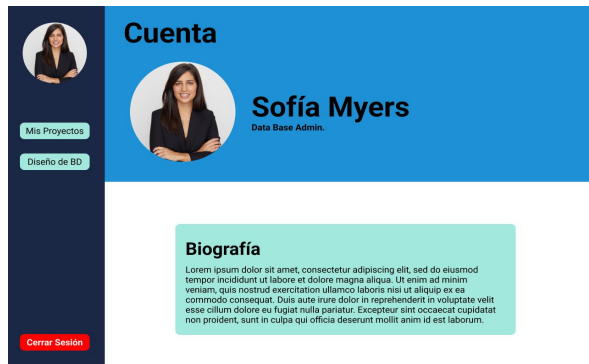 Cuenta
Sofía Myers
Data Base Admin.
Mis Proyectos
Diseño de BD
Biografía
Lorem ipsum dolor sit amet, consectetur adipiscing elit, sed do eiusmod
tempor incididunt ut labore et dolore magna aliqua. Ut enim ad minim
veniam, quis nostrud exercitation ullamco laboris nisi ut aliquip ex ea
commodo consequat. Duis aute irure dolor in reprehenderit in voluptate velit
esse cillum dolore eu fugiat nulla pariatur. Excepteur sint occaecat cupidatat
non proident, sunt in culpa qui officia deserunt mollit anim id est laborum.
Cerrar Sesión